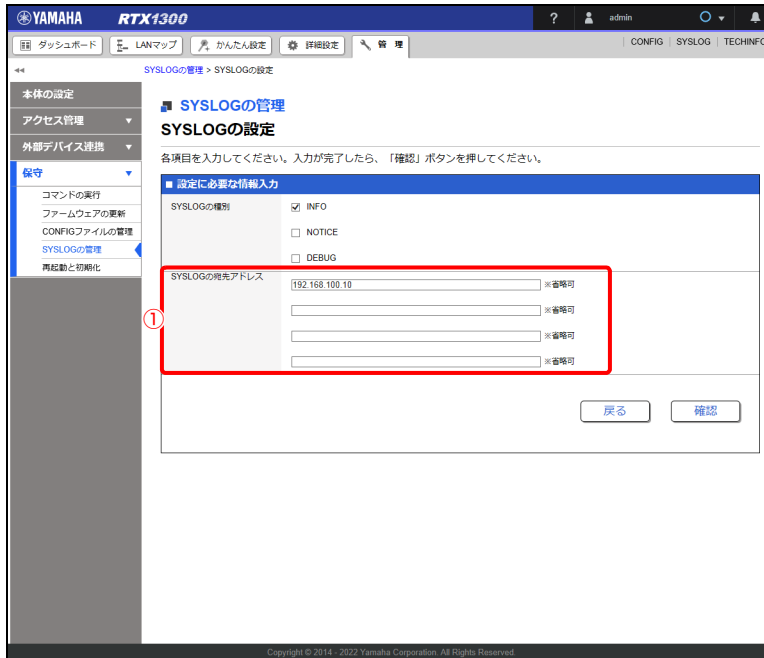 YAMAHA RTX1300 ? admin
ダッシュボード LANマップ かんたん設定 詳細設定 管 理 CONFIG SYSLOG TECHINFO
SYSLOGの管理 > SYSLOGの設定
本体の設定
アクセス管理
外部デバイス連携
保守
コマンドの実行
ファームウェアの更新
CONFIGファイルの管理
SYSLOGの管理
再起動と初期化
SYSLOGの管理
SYSLOGの設定
各項目を入力してください。入力が完了したら、「確認」ボタンを押してください。
■ 設定に必要な情報入力
SYSLOGの種別 INFO
NOTICE
DEBUG
①
SYSLOGの宛先アドレス 192.168.100.10 ※省略可
※省略可
※省略可
※省略可
戻る 確認
Copyright © 2014 - 2022 Yamaha Corporation. All Rights Reserved.